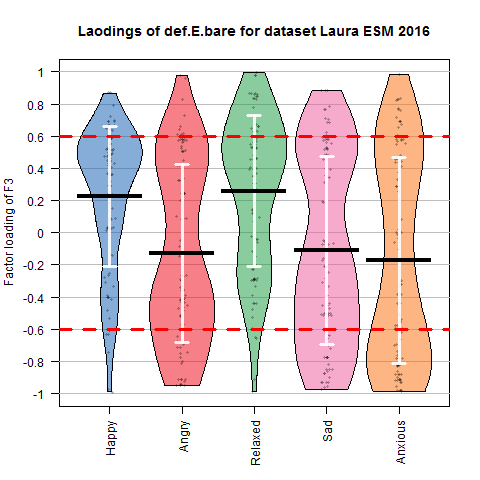 Laodings of def.E.bare for dataset Laura ESM 2016
Factor loading of F3
1
0.8
0.6
0.4
0.2
0
-0.2
-0.4
-0.6
-0.8
-1
Happy
Angry
Relaxed
Sad
Anxious